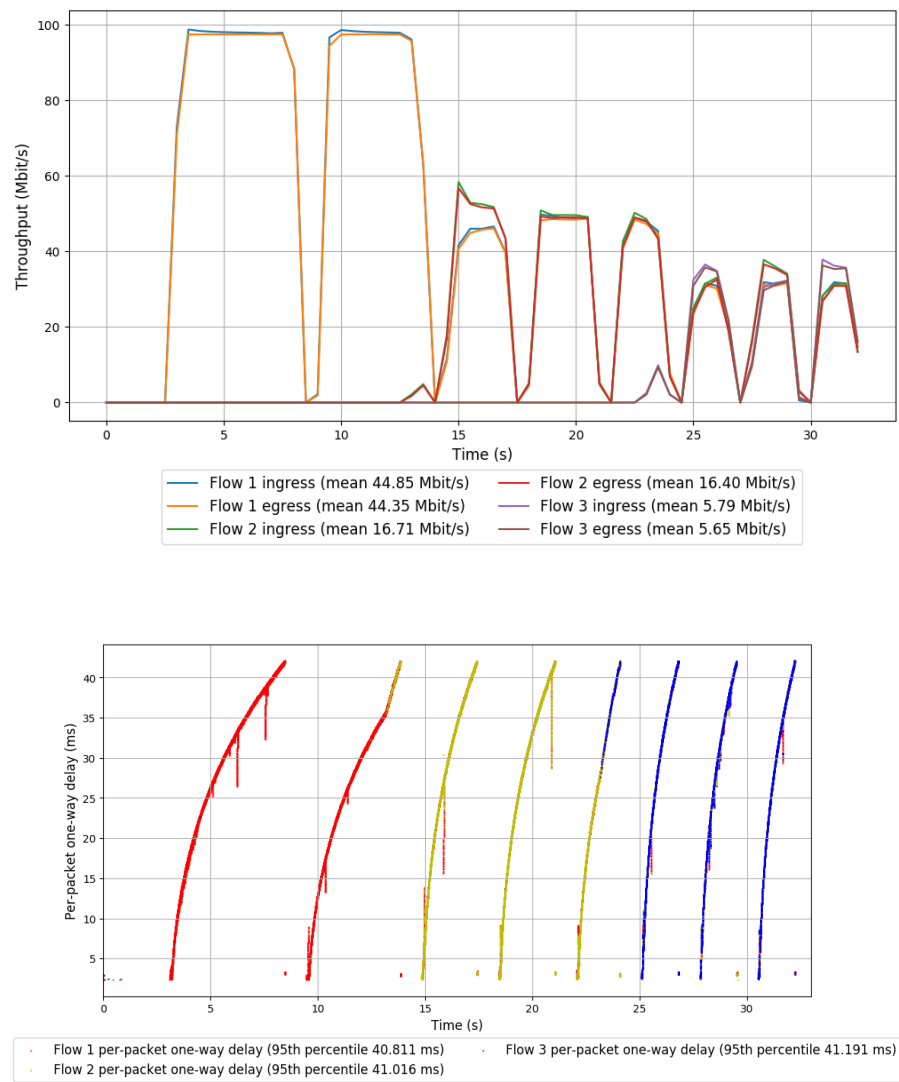 100
80
60
40
20
0
Throughput (Mbit/s)
0 5 10 15 20 25 30
Time (s)
Flow 1 ingress (mean 44.85 Mbit/s) Flow 2 egress (mean 16.40 Mbit/s)
Flow 1 egress (mean 44.35 Mbit/s) Flow 3 ingress (mean 5.79 Mbit/s)
Flow 2 ingress (mean 16.71 Mbit/s) Flow 3 egress (mean 5.65 Mbit/s)
40
35
30
25
20
15
10
5
Per-packet one-way delay (ms)
0 5 10 15 20 25 30
Time (s)
Flow 1 per-packet one-way delay (95th percentile 40.811 ms) Flow 3 per-packet one-way delay (95th percentile 41.191 ms)
Flow 2 per-packet one-way delay (95th percentile 41.016 ms)